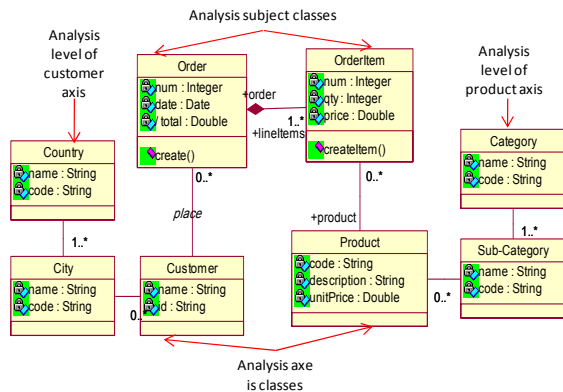 Analysis subject classes
Analysis
level of
customer
axis
Analysis
level of
product axis
Order
num : Integer
date : Date
/ total : Double
create()
+order
1..*
+lineItems
OrderItem
num : Integer
qty : Integer
price : Double
createItem()
Country
name : String
code : String
Category
name : String
code : String
0..*
0..*
place
+product
1..*
1..*
City
name : String
code : String
0..*
Customer
name : String
id : String
Product
code : String
description : String
unitPrice : Double
0..*
Sub-Category
name : String
code : String
Analysis axe
is classes